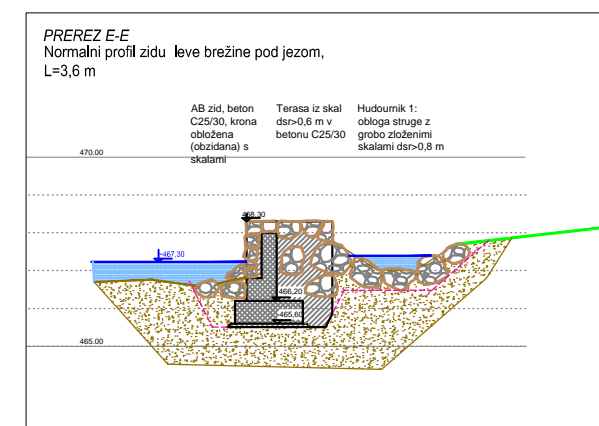 PREREZ E-E
Normalni profil zidu leve brežine pod jezom,
L=3,6 m
AB zid, beton
C25/30, krona
obložena
(obzidana) s
skalami
Terasa iz skal
dsr>0,6 m v
betonu C25/30
Hudournik 1:
obloga struge z
grobo zloženimi
skalami dsr>0,8 m
470.00
468,30
~467,30
466,20
465,60
465.00